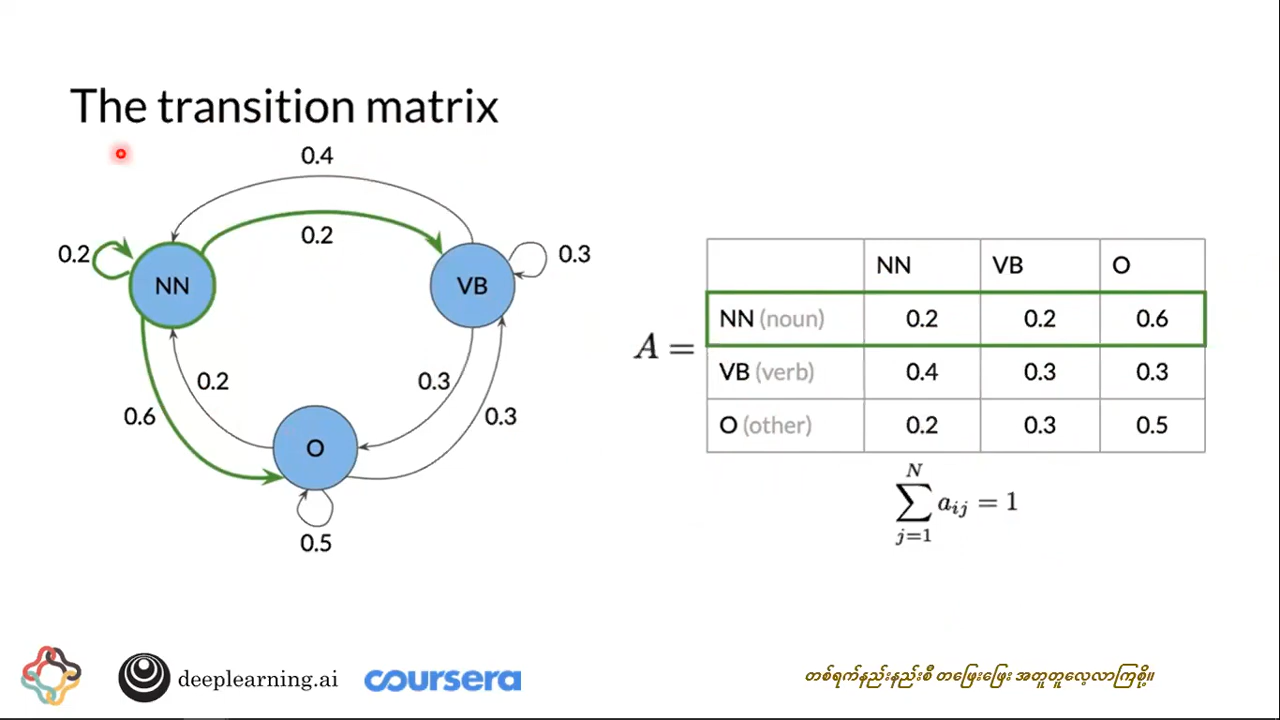 The transition matrix
0.4
0.2
0.2
NN
VB
0.3
0.2
0.3
0.6
0.3
O
0.5
A =
NN VB O
NN (noun) 0.2 0.2 0.6
VB (verb) 0.4 0.3 0.3
O (other) 0.2 0.3 0.5
N
∑ aij = 1
j=1
deeplearning.ai
coursera
တစ်ရက်နည်းနည်းစီ တဖြေးဖြေး အတူတူလေ့လာကြစို့။